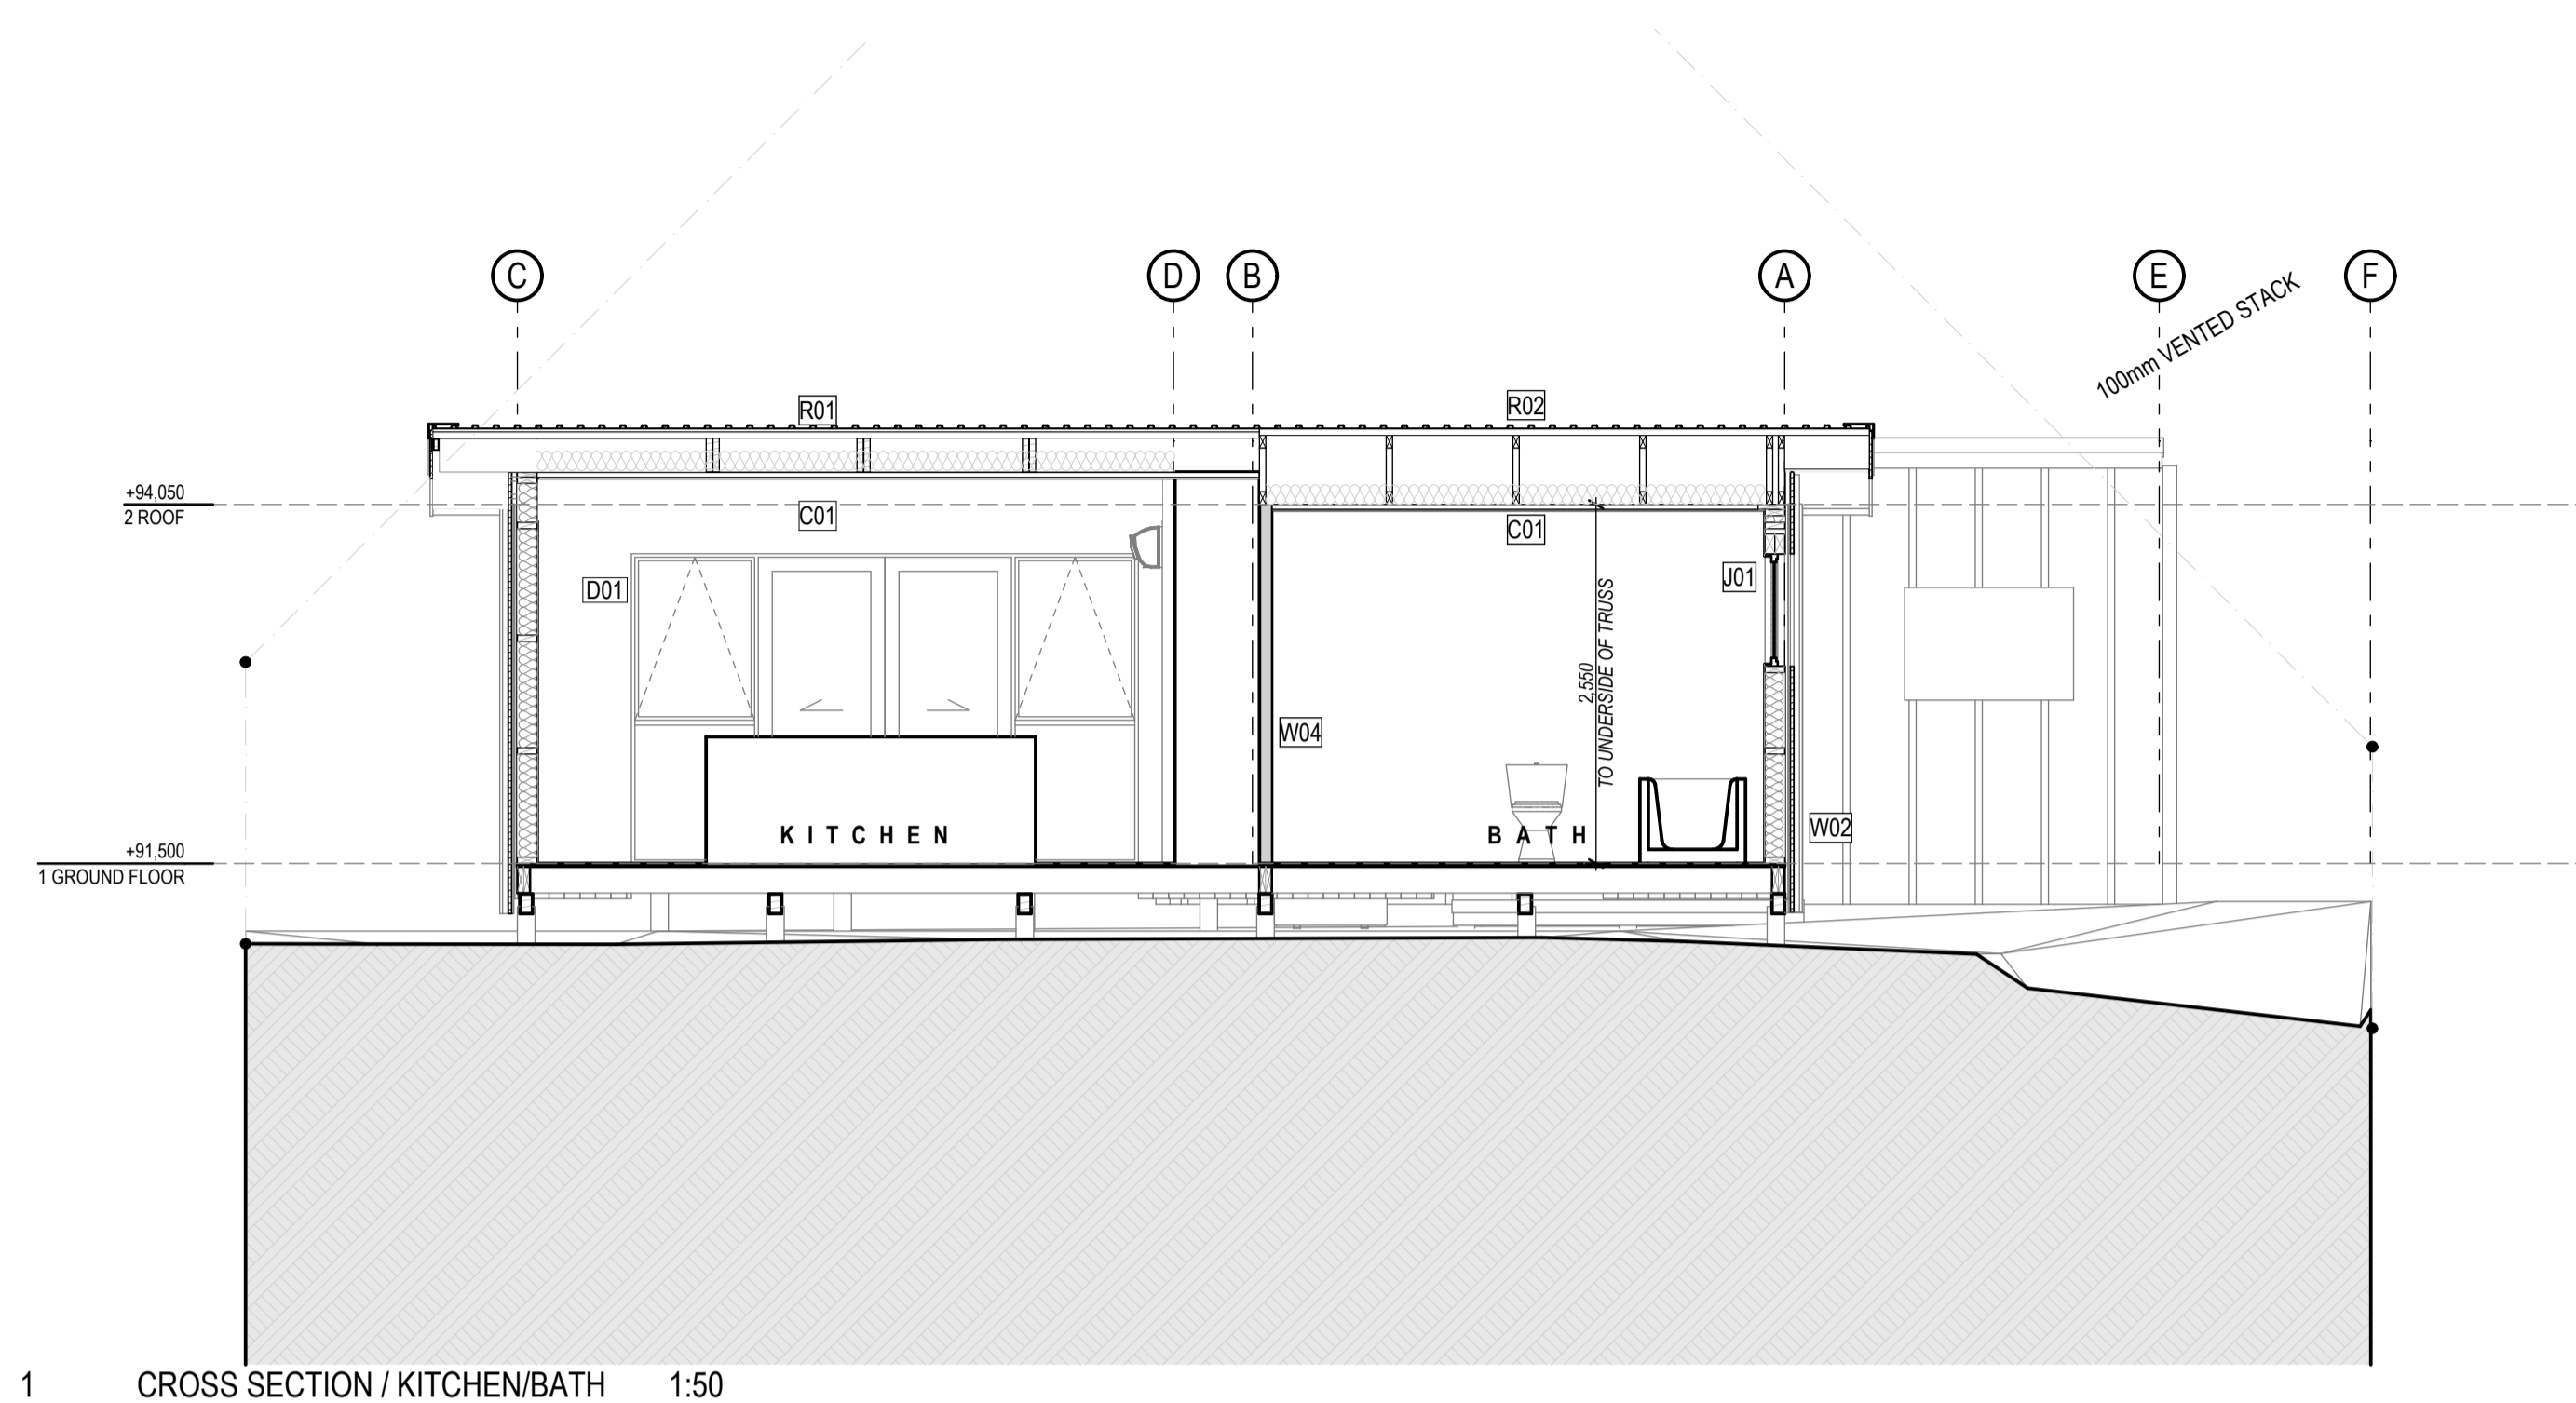 C
D
B
A
E
F
100mm VENTED STACK
R01
R02
+94,050
2 ROOF
C01
C01
D01
J01
2,550
TO UNDERSIDE OF TRUSS
W04
W02
KITCHEN
BATH
+91,500
1 GROUND FLOOR
1 CROSS SECTION / KITCHEN/BATH 1:50